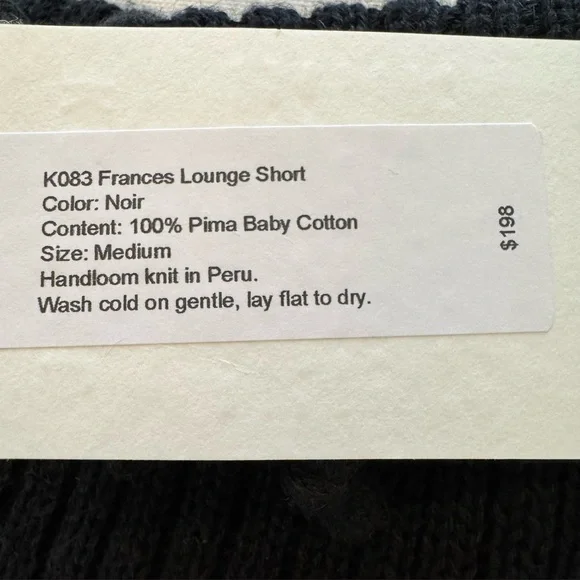 K083 Frances Lounge Short
Color: Noir
Content: 100% Pima Baby Cotton
Size: Medium
Handloom knit in Peru.
Wash cold on gentle, lay flat to dry.
$198